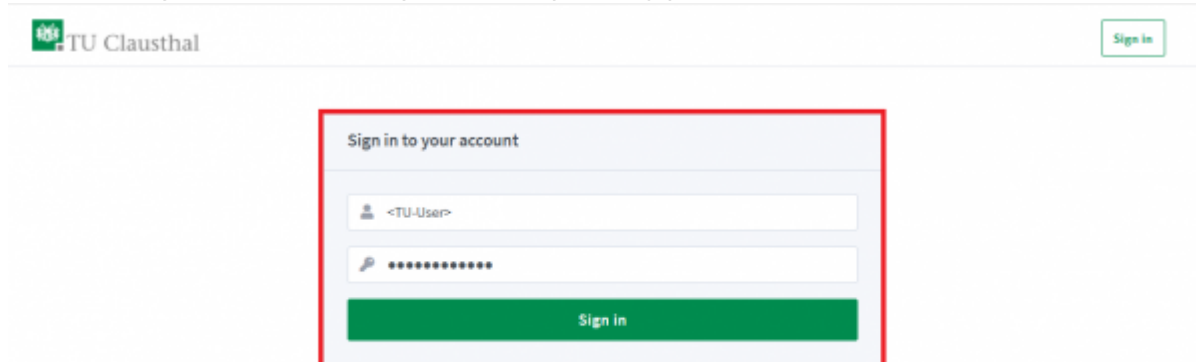 TU Clausthal
Sign in
Sign in to your account
<TU-User>
••••••••••••
Sign in